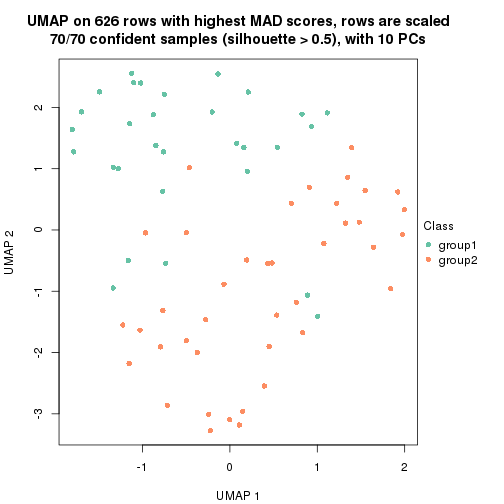 UMAP on 626 rows with highest MAD scores, rows are scaled
70/70 confident samples (silhouette > 0.5), with 10 PCs
2
1
0
-1
-2
-3
UMAP 2
-1
0
1
2
UMAP 1
Class
group1
group2